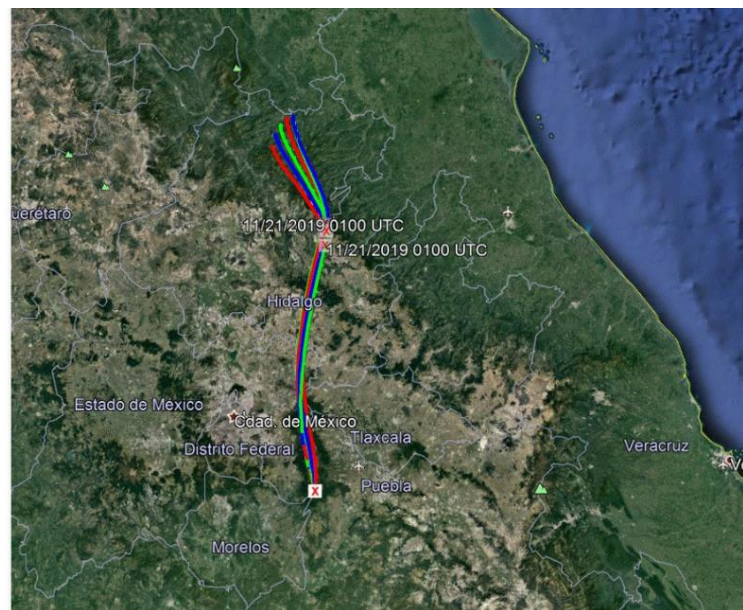 uerétaro
11/21/2019 0100 UTC
X
11/21/2019 0100 UTC
Hidalgo
Estado de México
Cdad. de México
Distrito Federal
Tlaxcala
Veracruz
Ve
Puebla
X
Morelos